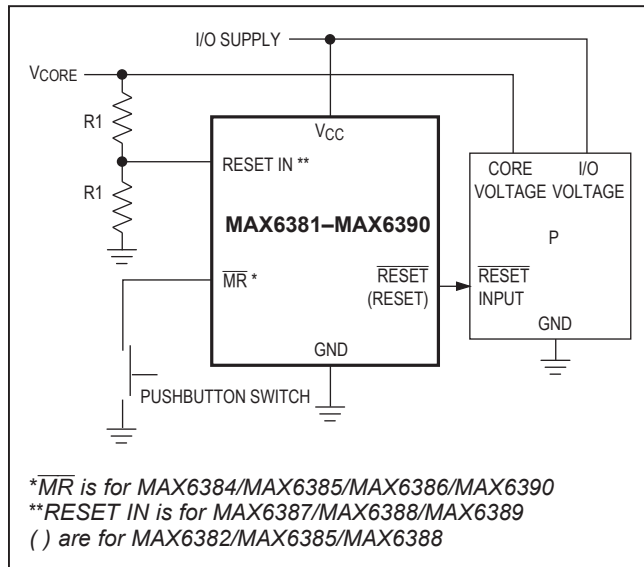 I/O SUPPLY
VCORE
R1
VCC
RESET IN **
CORE VOLTAGE
I/O VOLTAGE
R1
MAX6381–MAX6390
P
MR *
RESET
(RESET)
RESET INPUT
GND
GND
PUSHBUTTON SWITCH
*MR is for MAX6384/MAX6385/MAX6386/MAX6390
**RESET IN is for MAX6387/MAX6388/MAX6389
( ) are for MAX6382/MAX6385/MAX6388